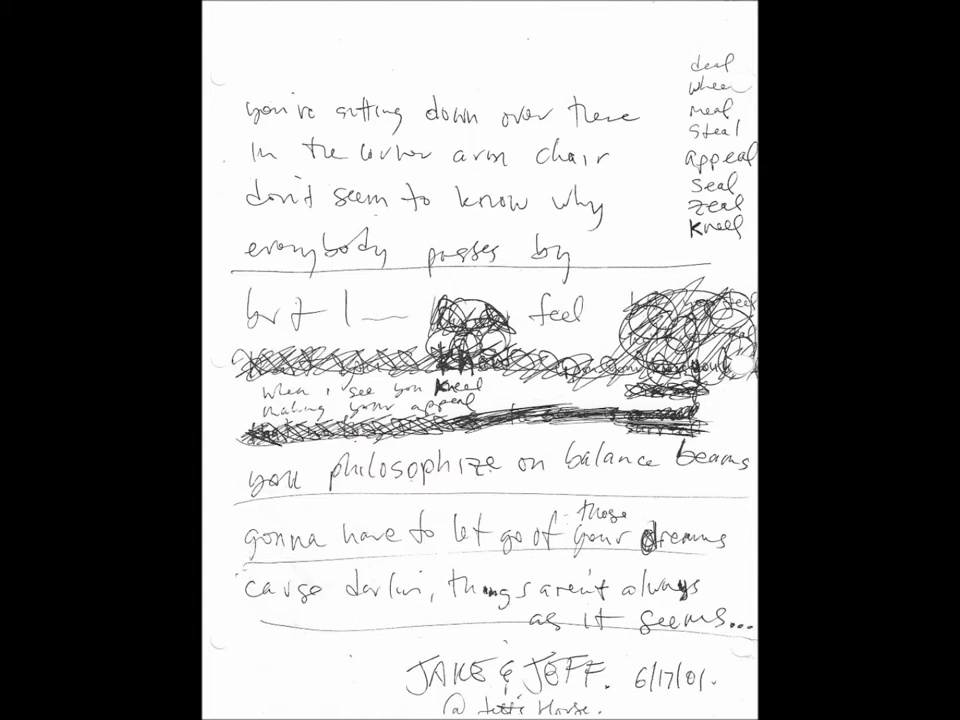 deal
wheel
meal
steal
appeal
seal
zeal
kneel
you're sitting down over there
in the corner arm chair
don't seem to know why
everybody passes by
but I — feel
when i see you kneel
making your appeal
you philosophize on balance beams
those
gonna have to let go of your dreams
'cause darlin, things aren't always
as it seems...
JAKE & JEFF. 6/17/01.
@ House.